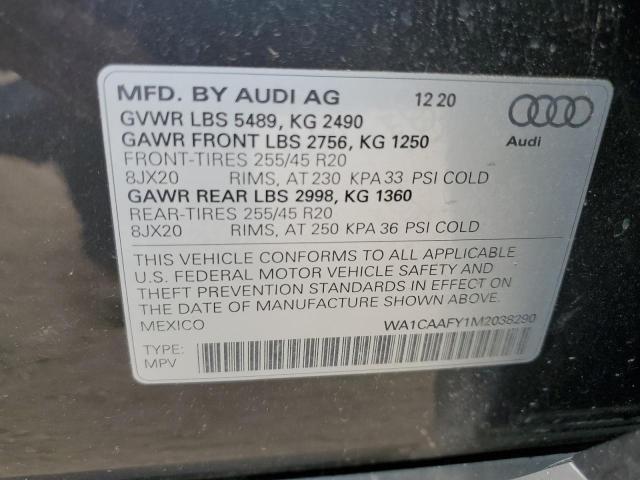 MFD. BY AUDI AG 12 20
GVWR LBS 5489, KG 2490
GAWR FRONT LBS 2756, KG 1250
Audi
FRONT-TIRES 255/45 R20
8JX20 RIMS, AT 230 KPA 33 PSI COLD
GAWR REAR LBS 2998, KG 1360
REAR-TIRES 255/45 R20
8JX20 RIMS, AT 250 KPA 36 PSI COLD
THIS VEHICLE CONFORMS TO ALL APPLICABLE
U.S. FEDERAL MOTOR VEHICLE SAFETY AND
THEFT PREVENTION STANDARDS IN EFFECT ON
THE DATE OF MANUFACTURE SHOWN ABOVE.
MEXICO WA1CAAFY1M2038290
TYPE:
MPV